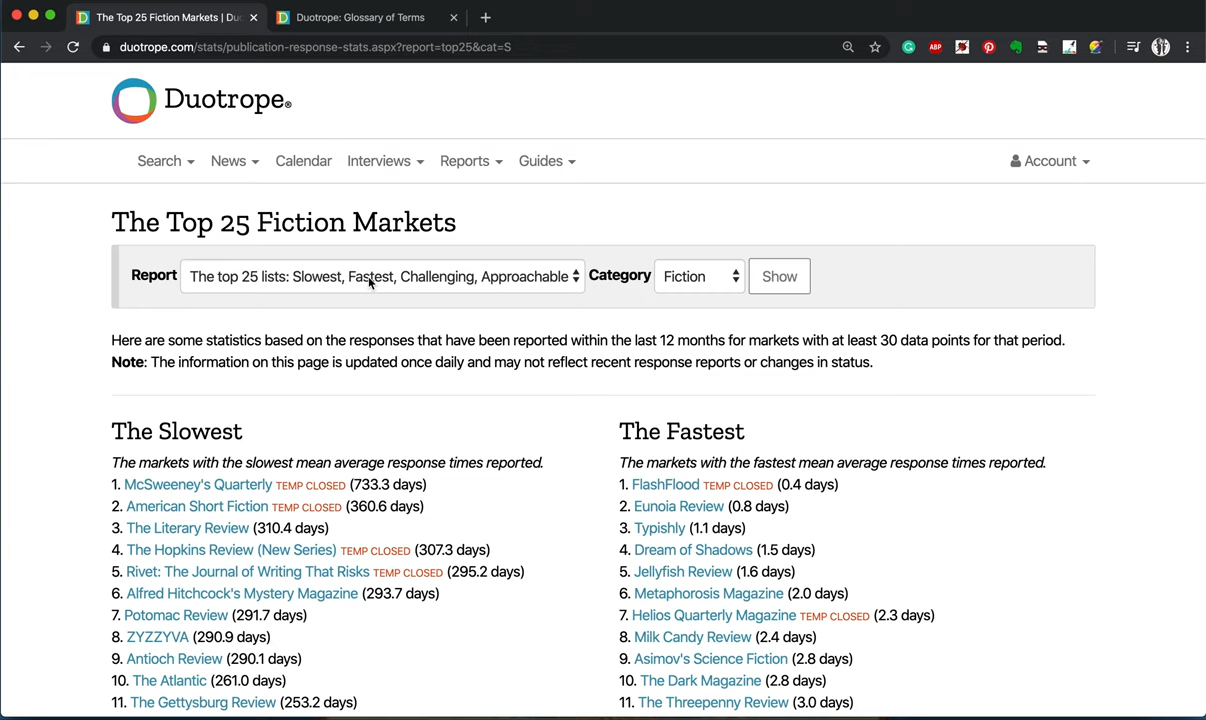 The Top 25 Fiction Markets | Du
Duotrope: Glossary of Terms
duotrope.com/stats/publication-response-stats.aspx?report=top25&cat=S
ABP
Duotrope®
Search News Calendar Interviews Reports Guides Account
The Top 25 Fiction Markets
Report The top 25 lists: Slowest, Fastest, Challenging, Approachable Category Fiction Show
Here are some statistics based on the responses that have been reported within the last 12 months for markets with at least 30 data points for that period.
Note: The information on this page is updated once daily and may not reflect recent response reports or changes in status.
The Slowest
The markets with the slowest mean average response times reported.
1. McSweeney's Quarterly TEMP CLOSED (733.3 days)
2. American Short Fiction TEMP CLOSED (360.6 days)
3. The Literary Review (310.4 days)
4. The Hopkins Review (New Series) TEMP CLOSED (307.3 days)
5. Rivet: The Journal of Writing That Risks TEMP CLOSED (295.2 days)
6. Alfred Hitchcock's Mystery Magazine (293.7 days)
7. Potomac Review (291.7 days)
8. ZYZZYVA (290.9 days)
9. Antioch Review (290.1 days)
10. The Atlantic (261.0 days)
11. The Gettysburg Review (253.2 days)
The Fastest
The markets with the fastest mean average response times reported.
1. FlashFlood TEMP CLOSED (0.4 days)
2. Eunoia Review (0.8 days)
3. Typishly (1.1 days)
4. Dream of Shadows (1.5 days)
5. Jellyfish Review (1.6 days)
6. Metaphorosis Magazine (2.0 days)
7. Helios Quarterly Magazine TEMP CLOSED (2.3 days)
8. Milk Candy Review (2.4 days)
9. Asimov's Science Fiction (2.8 days)
10. The Dark Magazine (2.8 days)
11. The Threepenny Review (3.0 days)